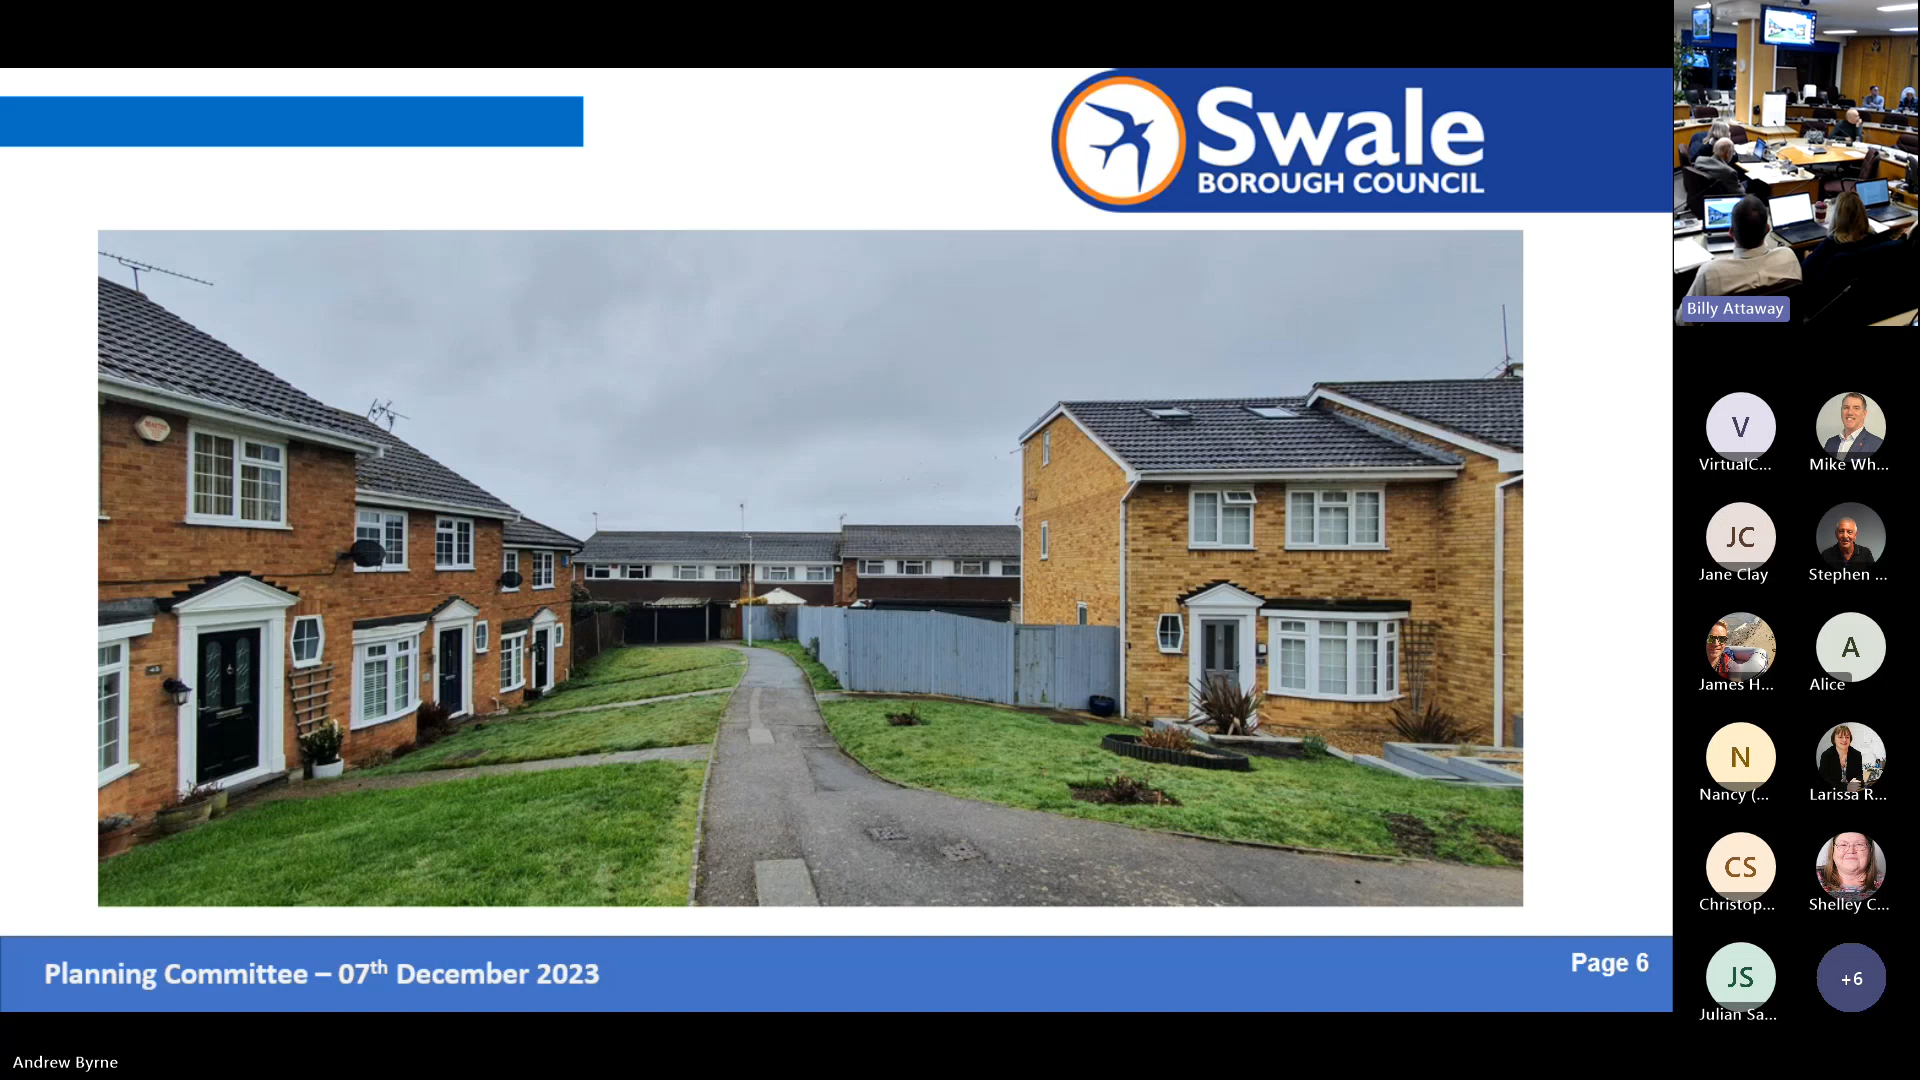 Swale
BOROUGH COUNCIL
Planning Committee – 07th December 2023
Page 6
Andrew Byrne
Billy Attaway
V
VirtualC...
Mike Wh...
JC
Jane Clay
Stephen ...
James H...
A
Alice
N
Nancy (...
Larissa R...
CS
Christop...
Shelley C...
JS
Julian Sa...
+6